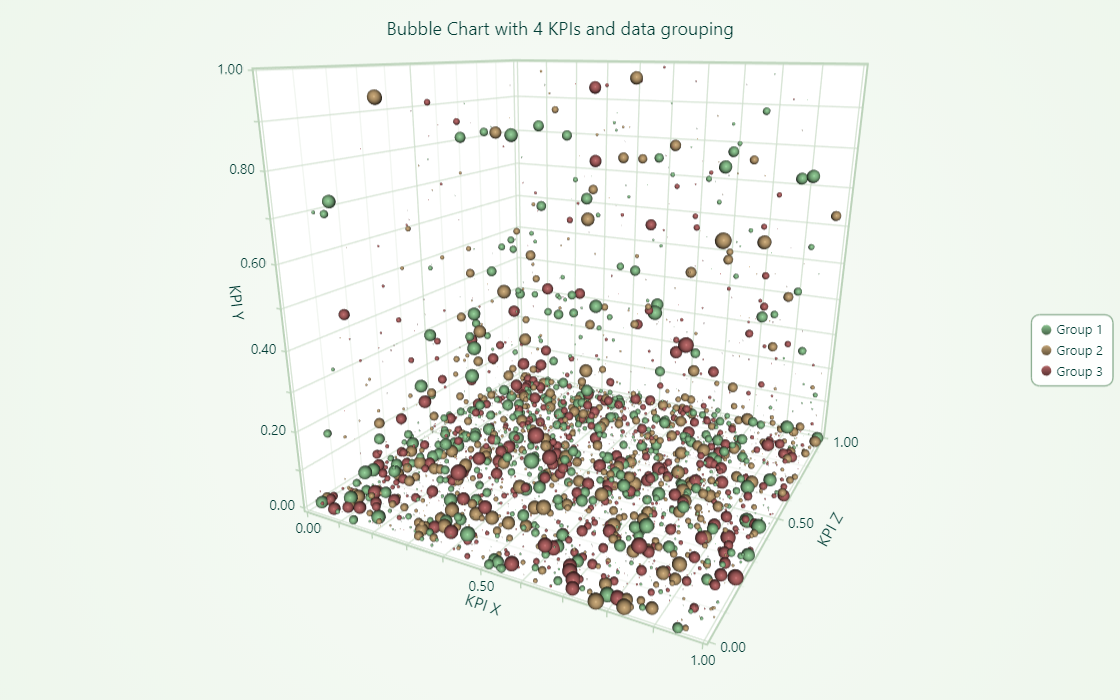 Bubble Chart with 4 KPIs and data grouping
1.00
0.80
0.60
0.40
0.20
0.00
KPI Y
0.00
0.50
1.00
KPI X
0.00
0.50
1.00
KPI Z
Group 1
Group 2
Group 3